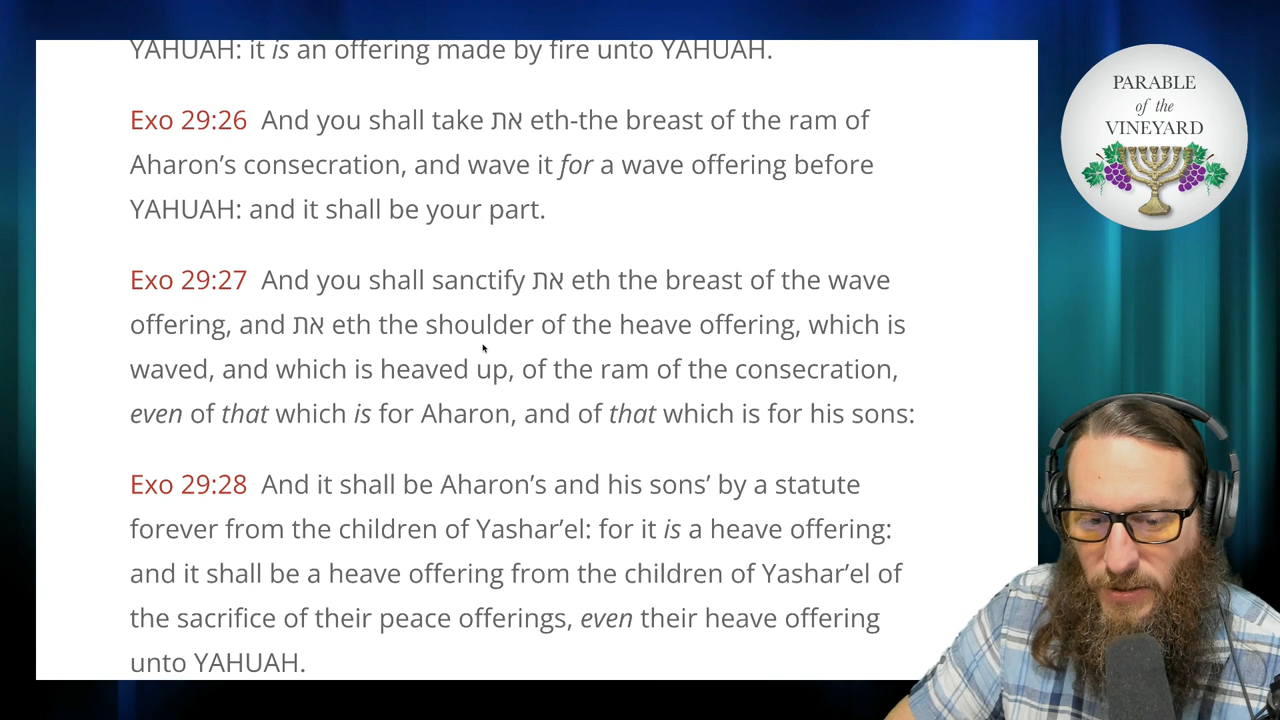 YAHUAH: it is an offering made by fire unto YAHUAH.
Exo 29:26 And you shall take את eth-the breast of the ram of
Aharon’s consecration, and wave it for a wave offering before
YAHUAH: and it shall be your part.
Exo 29:27 And you shall sanctify את eth the breast of the wave
offering, and את eth the shoulder of the heave offering, which is
waved, and which is heaved up, of the ram of the consecration,
even of that which is for Aharon, and of that which is for his sons:
Exo 29:28 And it shall be Aharon’s and his sons’ by a statute
forever from the children of Yashar’el: for it is a heave offering:
and it shall be a heave offering from the children of Yashar’el of
the sacrifice of their peace offerings, even their heave offering
unto YAHUAH.
PARABLE
of the
VINEYARD